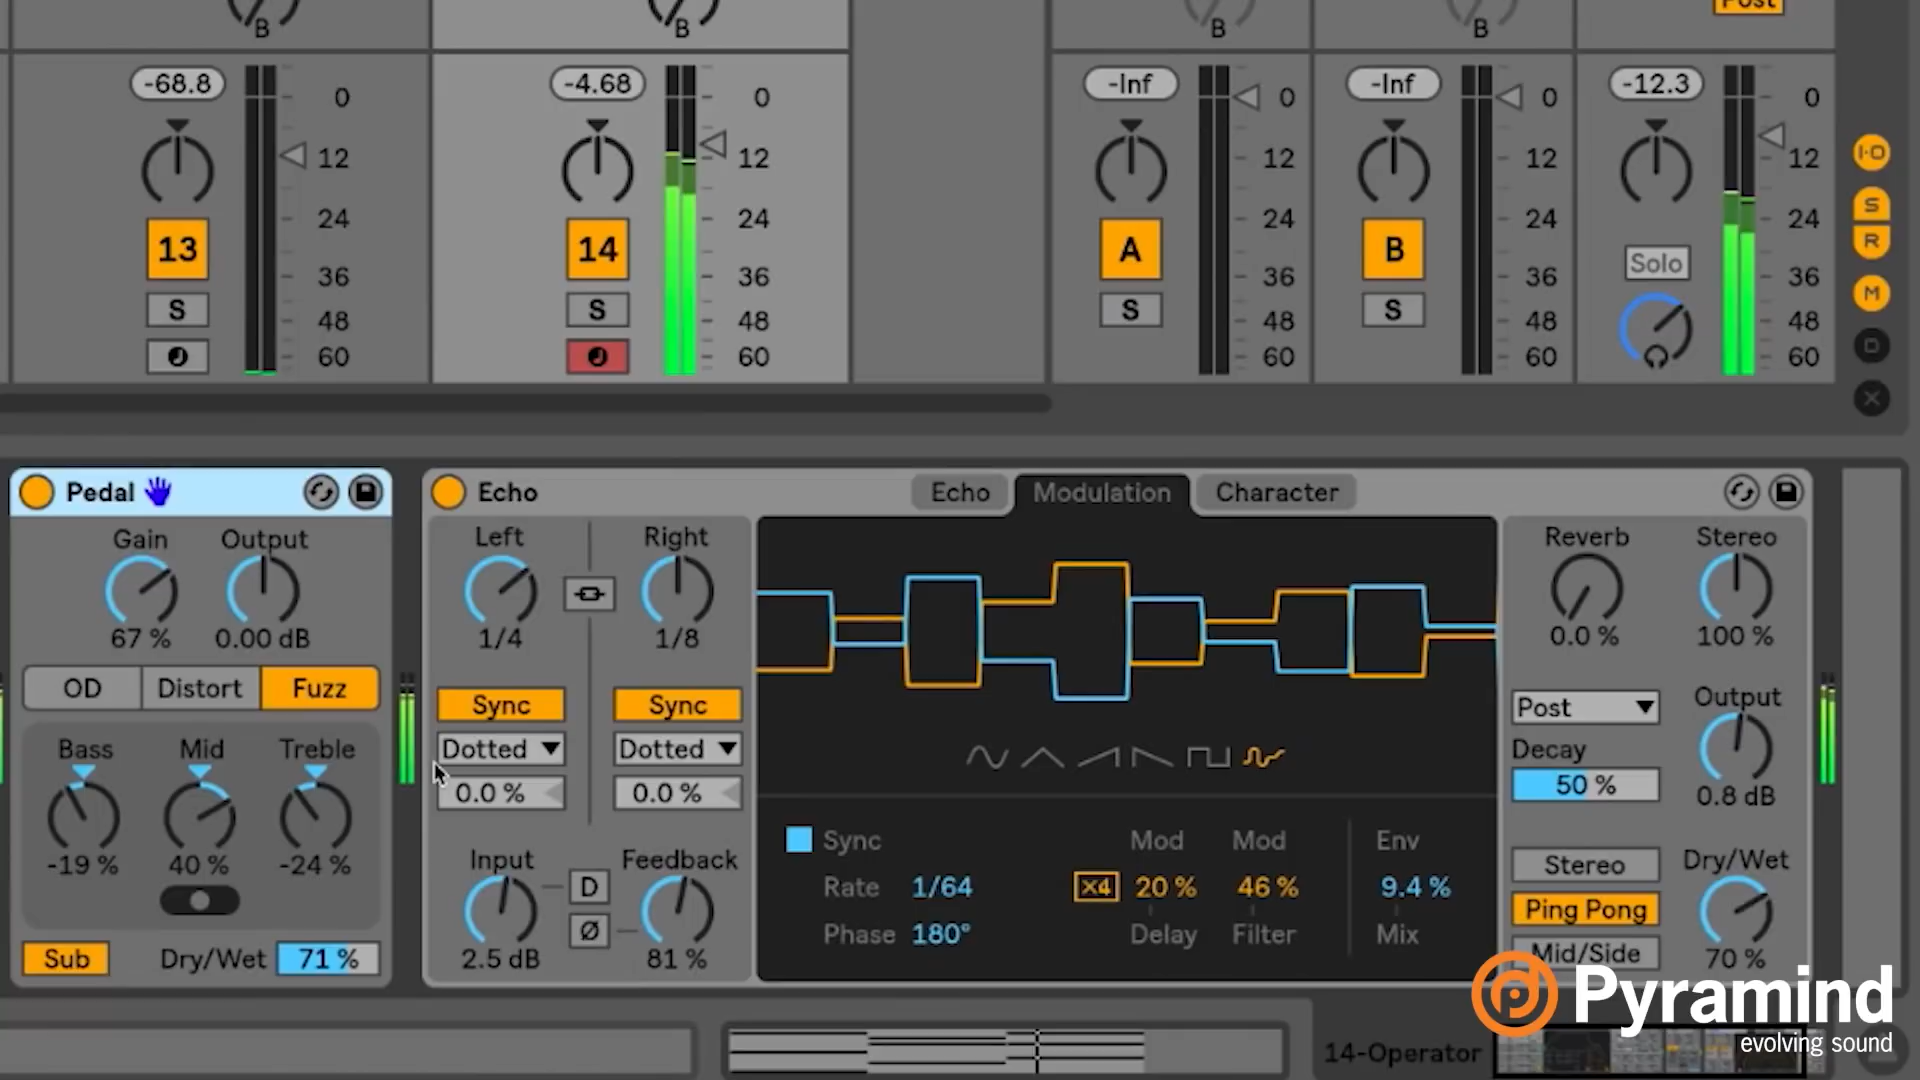 B
B
B
B
Post
-68.8
0
12
24
36
48
60
13
S
-4.68
0
12
24
36
48
60
14
S
-Inf
0
12
24
36
48
60
A
S
-Inf
0
12
24
36
48
60
B
S
-12.3
0
12
24
36
48
60
Solo
I·O
S
R
M
D
X
Pedal
Gain
Output
67 %
0.00 dB
OD
Distort
Fuzz
Bass
Mid
Treble
-19 %
40 %
-24 %
Sub
Dry/Wet
71 %
Echo
Echo
Modulation
Character
Left
Right
1/4
1/8
Sync
Sync
Dotted
Dotted
0.0 %
0.0 %
Input
Feedback
D
Ø
2.5 dB
81 %
Sync
Mod
Mod
Env
Rate
1/64
x4
20 %
46 %
9.4 %
Phase
180°
Delay
Filter
Mix
Reverb
Stereo
0.0 %
100 %
Post
Output
Decay
50 %
0.8 dB
Stereo
Dry/Wet
Ping Pong
Mid/Side
70 %
Pyramind
evolving sound
14-Operator